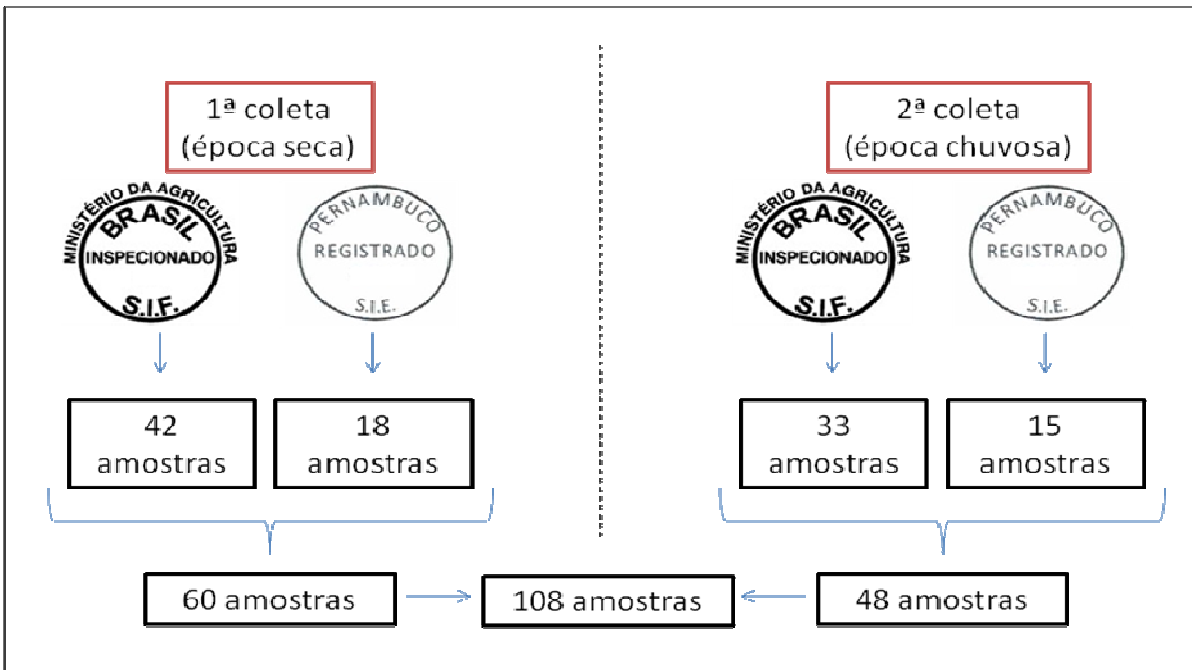 1ª coleta
(época seca)
2ª coleta
(época chuvosa)
MINISTÉRIO DA AGRICULTURA
BRASIL
INSPECIONADO
S.I.F.
PERNAMBUCO
REGISTRADO
S.I.E.
MINISTÉRIO DA AGRICULTURA
BRASIL
INSPECIONADO
S.I.F.
PERNAMBUCO
REGISTRADO
S.I.E.
42
amostras
18
amostras
33
amostras
15
amostras
60 amostras
108 amostras
48 amostras